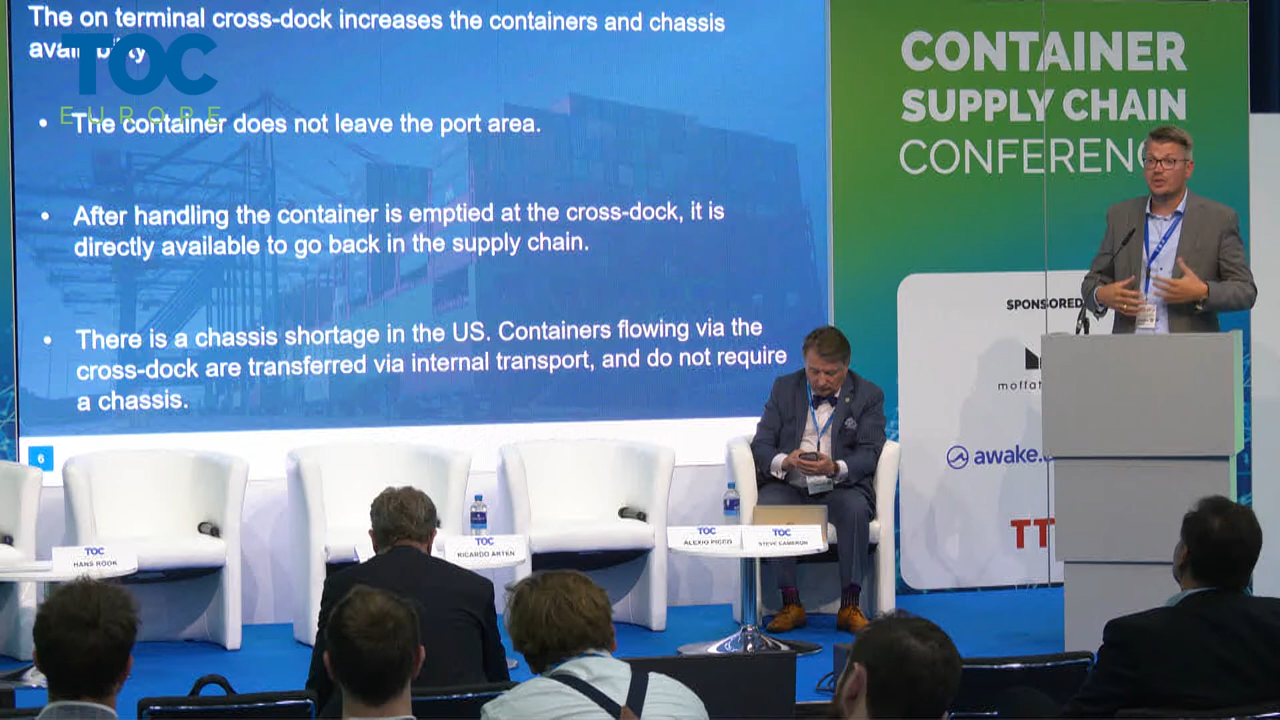 The on terminal cross-dock increases the containers and chassis
availability
TOC
EUROPE
• The container does not leave the port area.
• After handling the container is emptied at the cross-dock, it is
directly available to go back in the supply chain.
• There is a chassis shortage in the US. Containers flowing via the
cross-dock are transferred via internal transport, and do not require
a chassis.
6
CONTAINER
SUPPLY CHAIN
CONFERENC
SPONSORED
moffat
awake.
TT
TOC
HANS ROOK
TOC
RICARDO ARTEN
TOC
ALEXIO PICCO
TOC
STEVE CAMERON